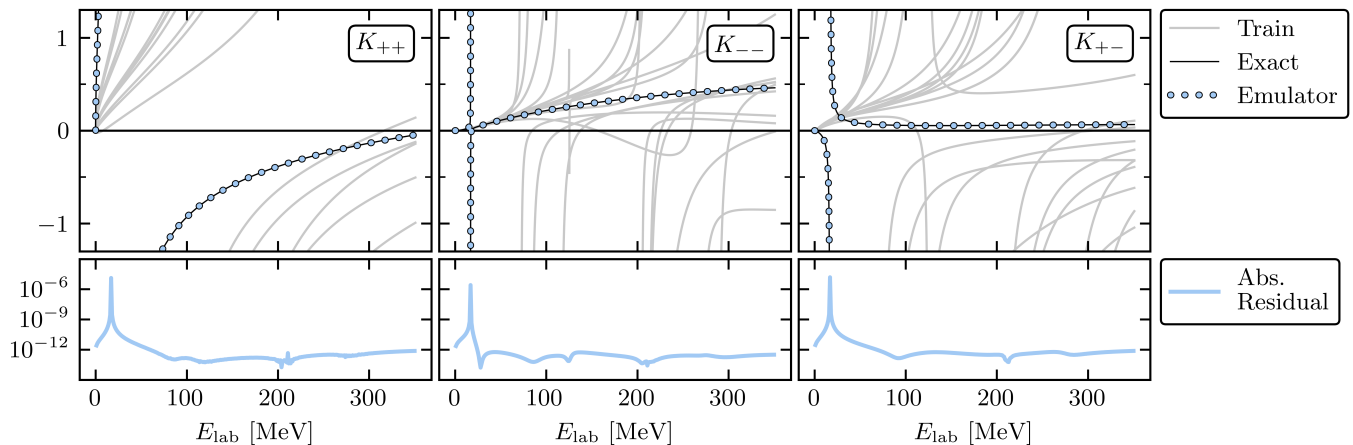 K++
K−−
K+−
Train
Exact
Emulator
1
0
−1
10⁻⁶
10⁻⁹
10⁻¹²
Abs.
Residual
0 100 200 300
0 100 200 300
0 100 200 300
Elab [MeV]
Elab [MeV]
Elab [MeV]